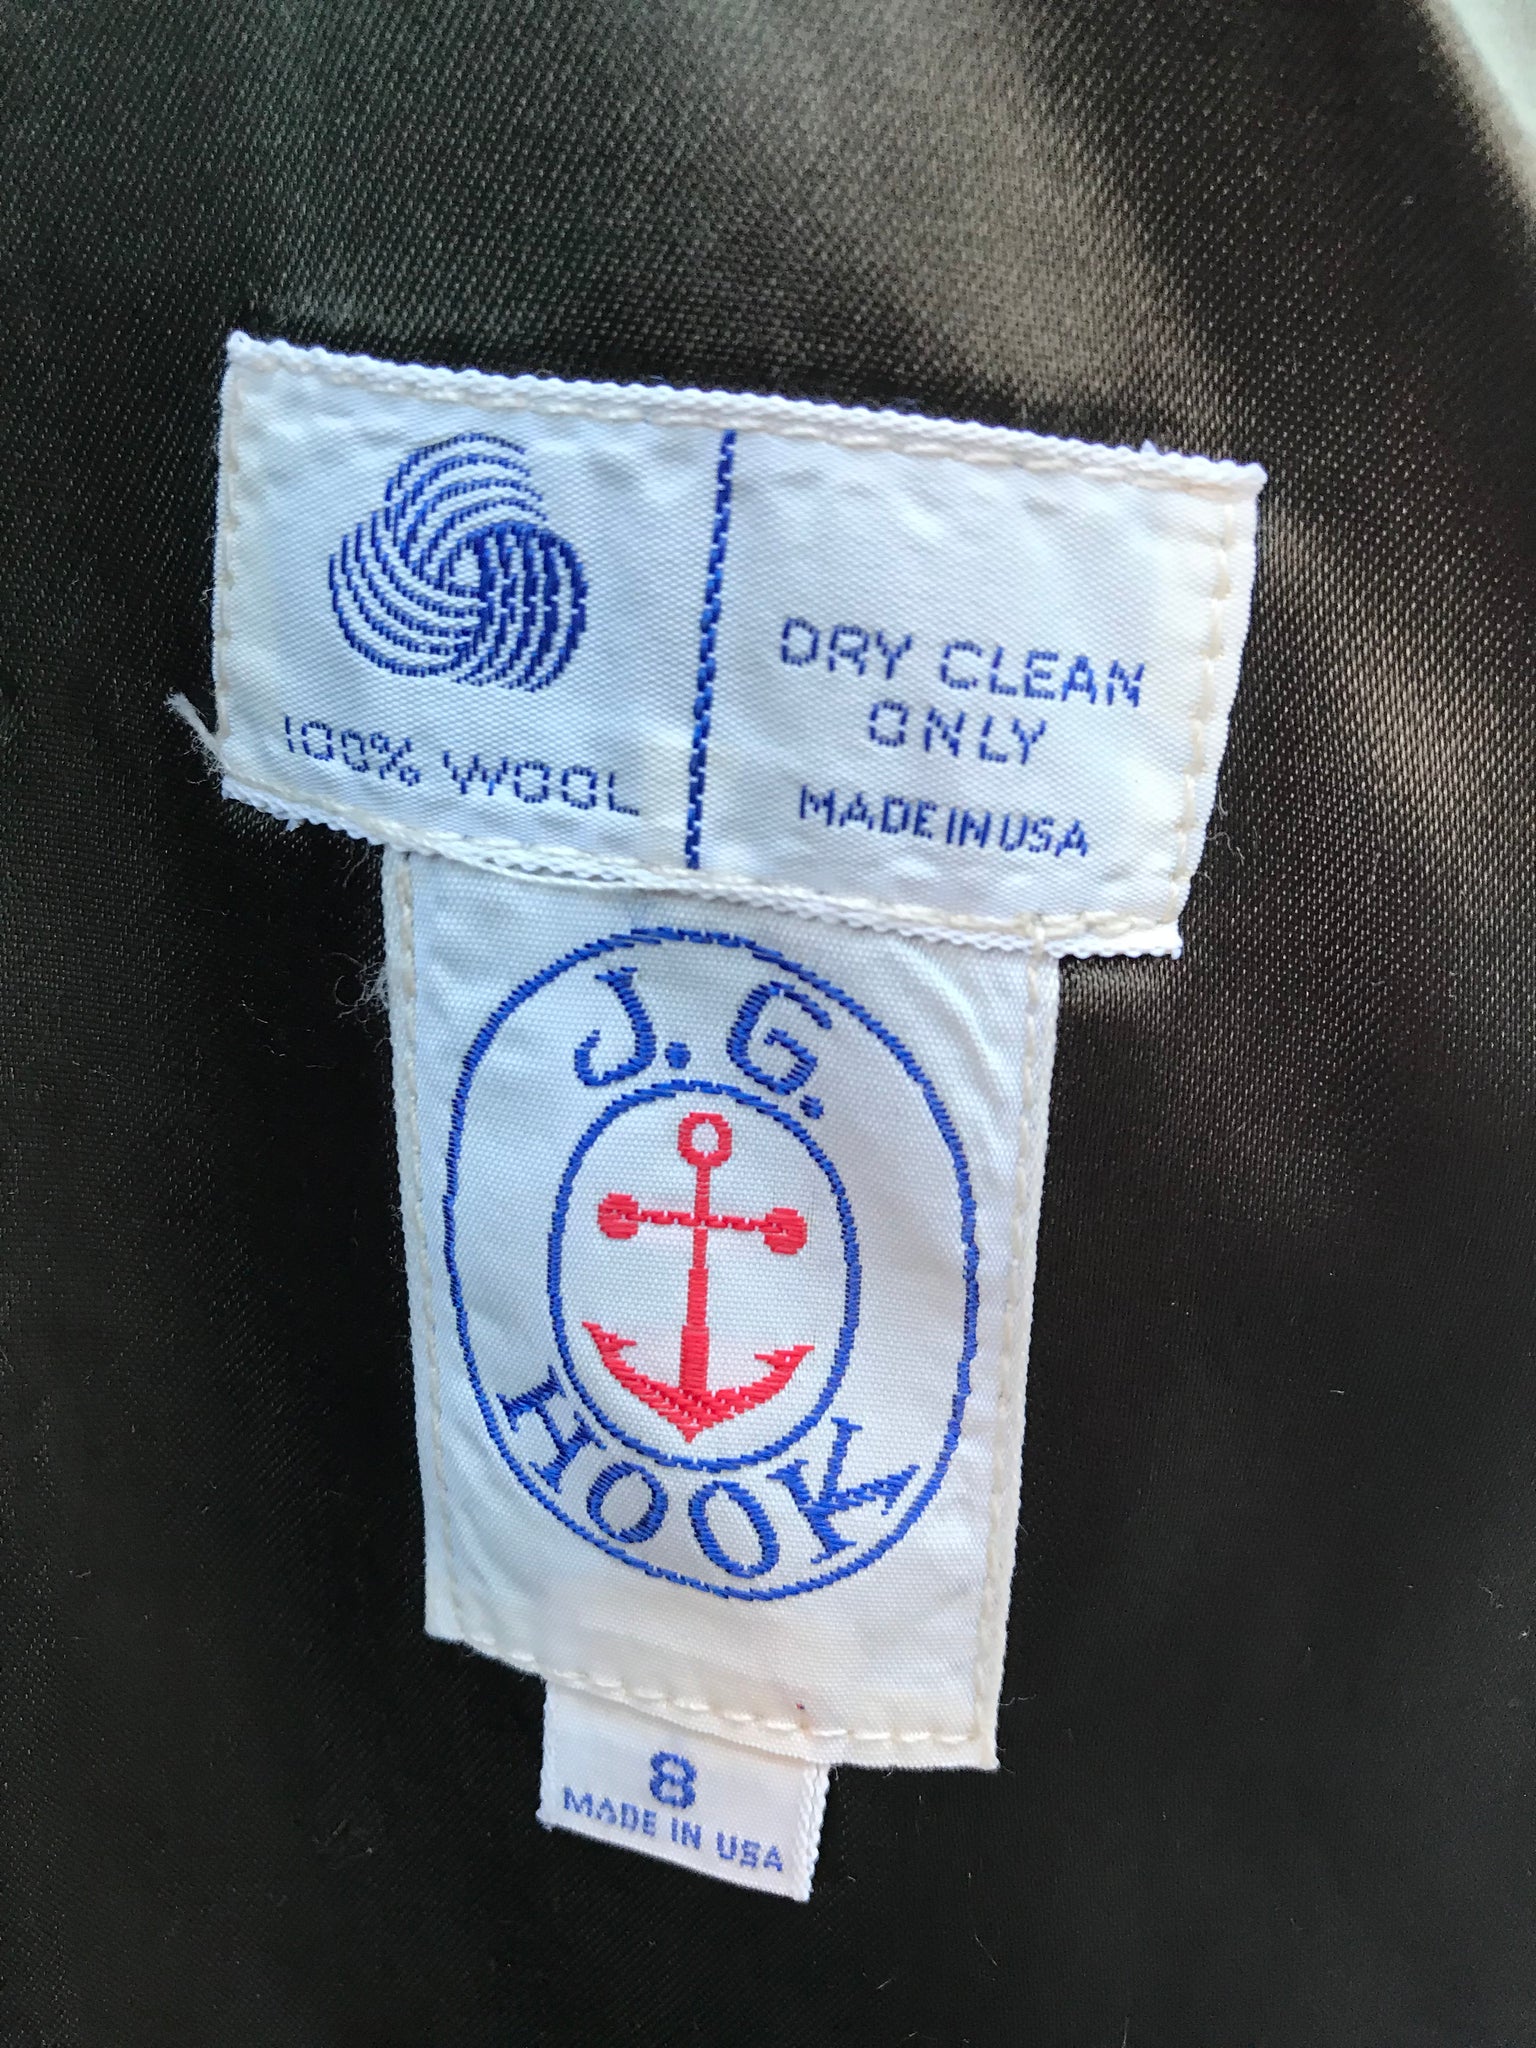 100% WOOL
DRY CLEAN
ONLY
MADE IN USA
J.G.
HOOK
8
MADE IN USA